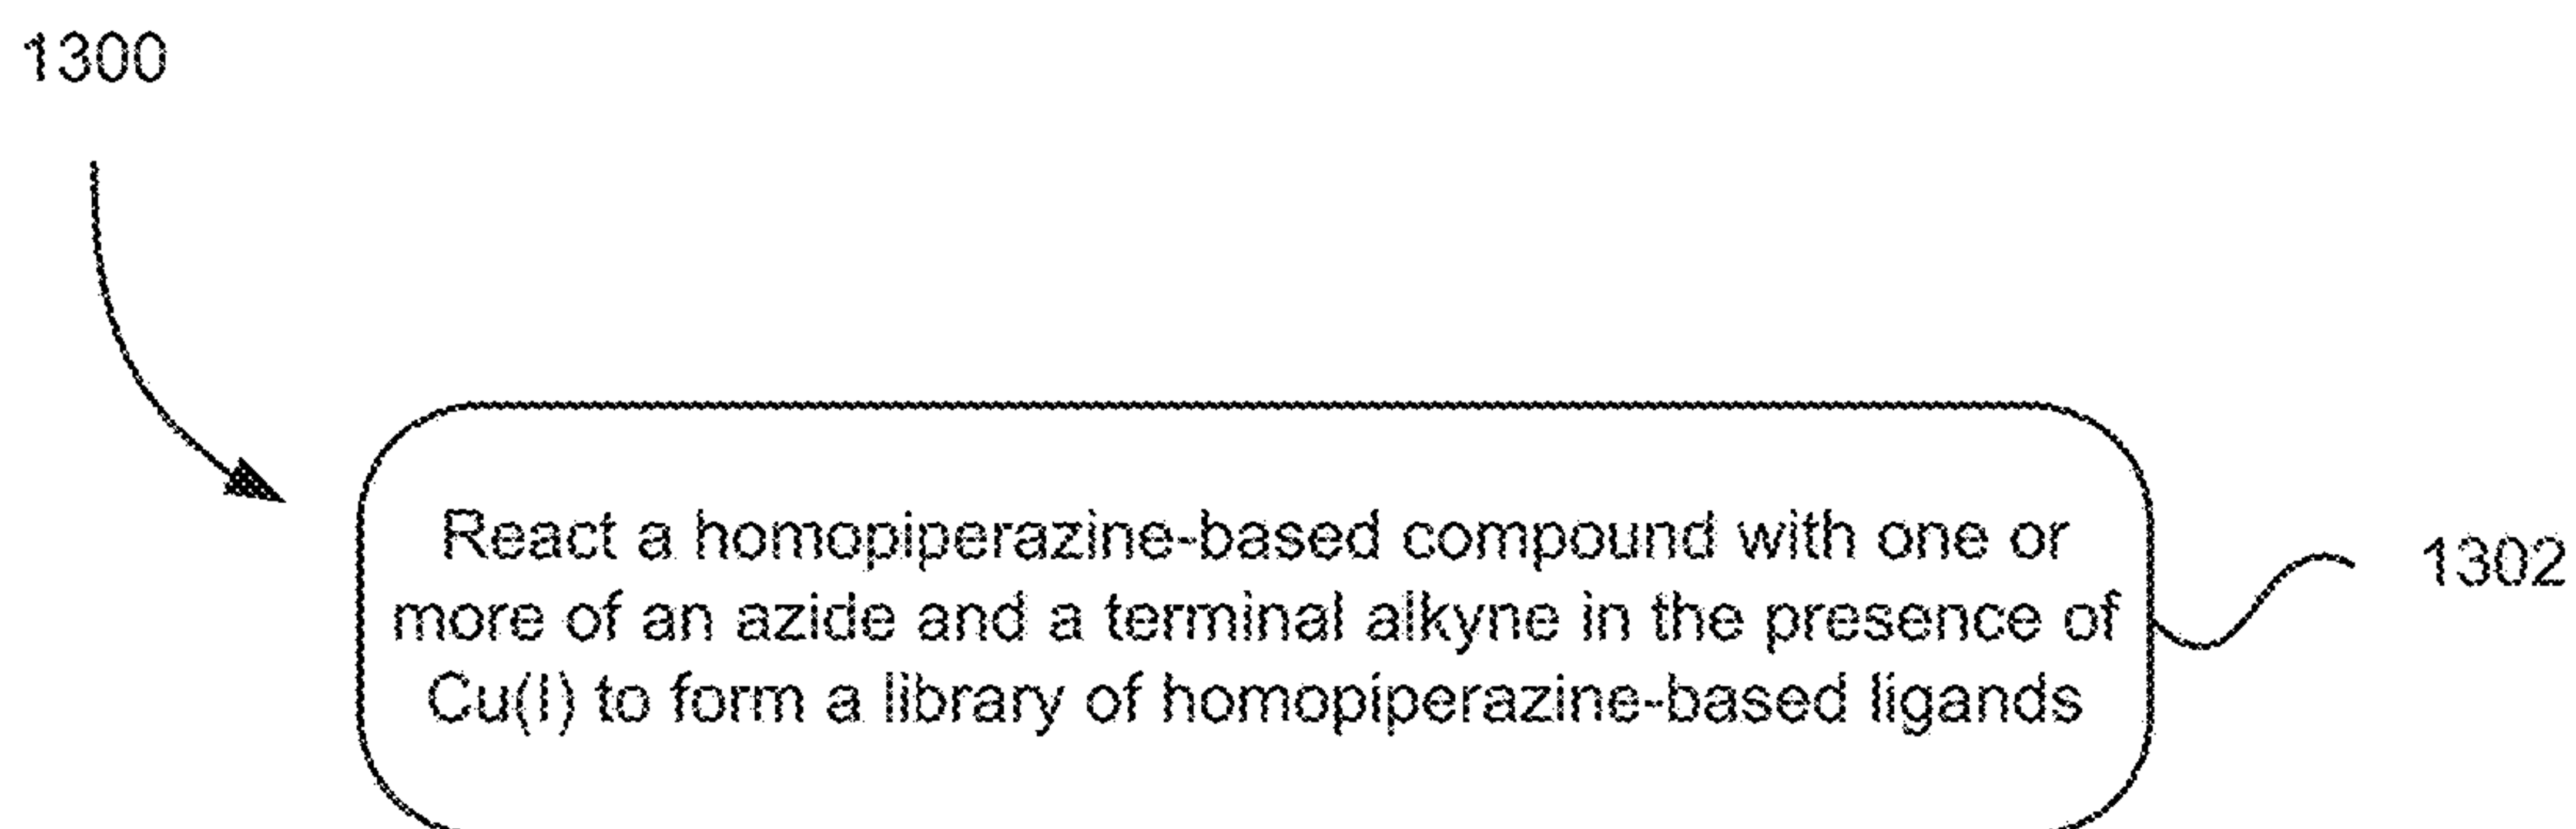 1300
React a homopiperazine-based compound with one or
more of an azide and a terminal alkyne in the presence of
Cu(I) to form a library of homopiperazine-based ligands
1302